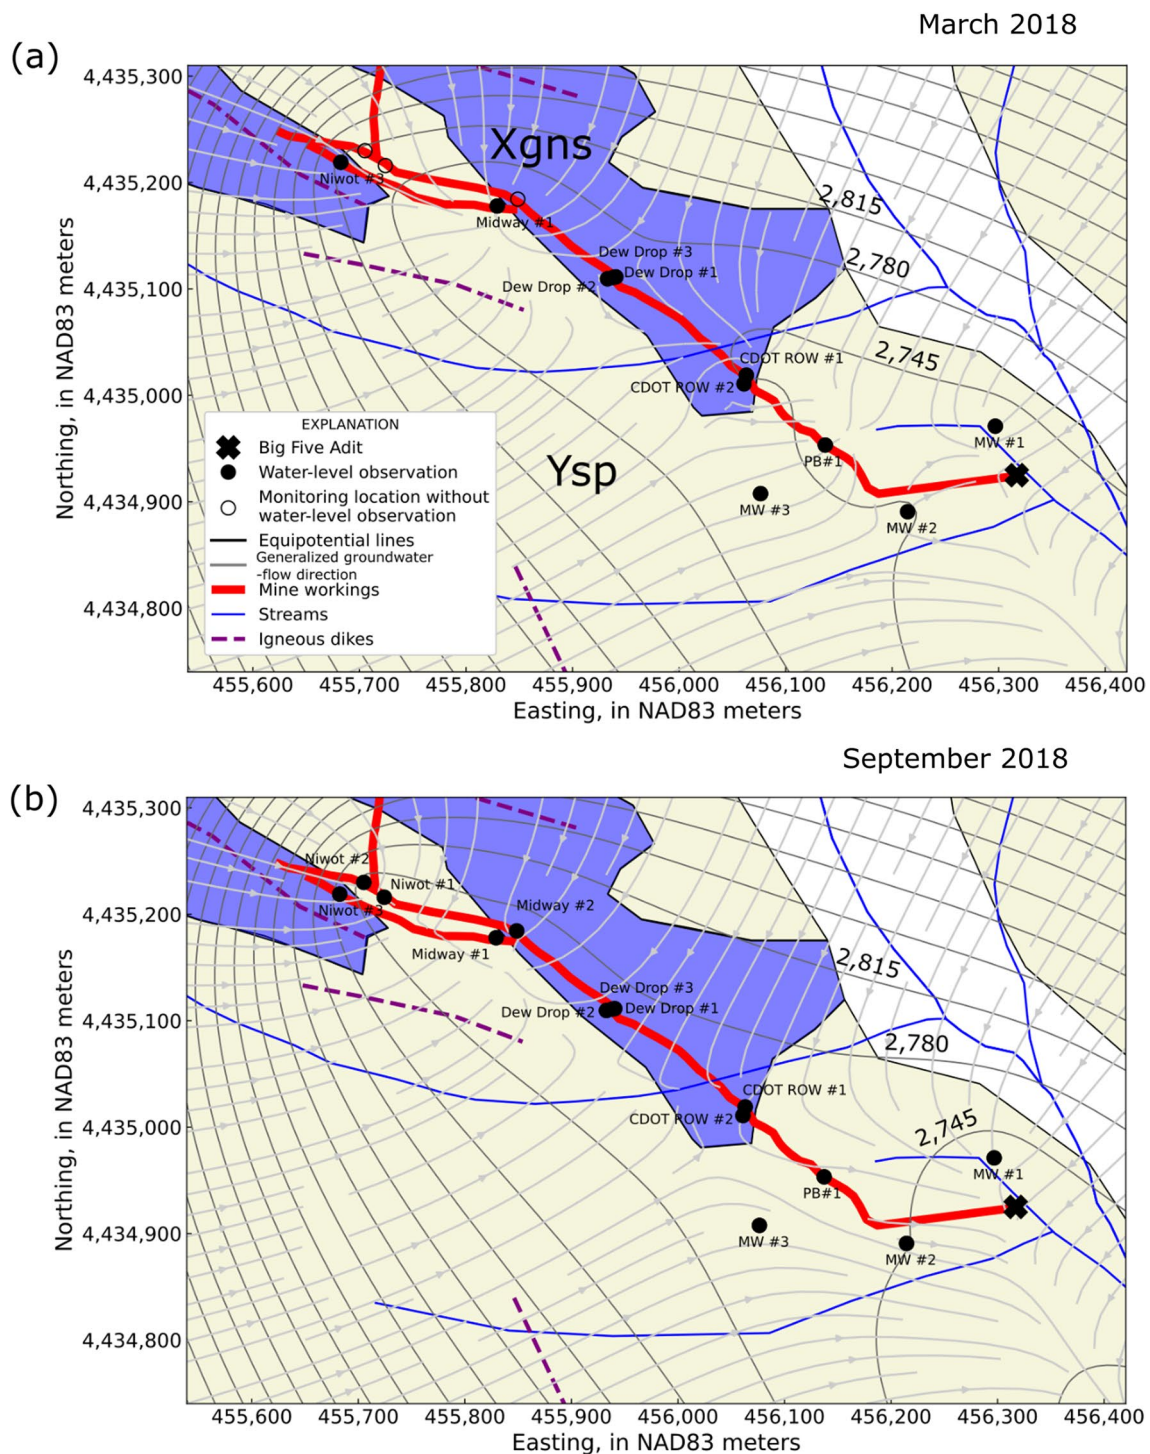 March 2018
(a)
4,435,300
4,435,200
4,435,100
4,435,000
4,434,900
4,434,800
Northing, in NAD83 meters
Xgns
Niwot #3
Midway #1
2,815
Dew Drop #3
2,780
Dew Drop #1
Dew Drop #2
2,745
CDOT ROW #1
CDOT ROW #2
MW #1
PB#1
Ysp
MW #3
MW #2
EXPLANATION
Big Five Adit
Water-level observation
Monitoring location without
water-level observation
Equipotential lines
Generalized groundwater
-flow direction
Mine workings
Streams
Igneous dikes
455,600 455,700 455,800 455,900 456,000 456,100 456,200 456,300 456,400
Easting, in NAD83 meters
September 2018
(b)
4,435,300
4,435,200
4,435,100
4,435,000
4,434,900
4,434,800
Northing, in NAD83 meters
Niwot #2
Niwot #1
Niwot #3
Midway #2
Midway #1
2,815
Dew Drop #3
Dew Drop #1
Dew Drop #2
2,780
CDOT ROW #1
CDOT ROW #2
2,745
MW #1
PB#1
MW #3
MW #2
455,600 455,700 455,800 455,900 456,000 456,100 456,200 456,300 456,400
Easting, in NAD83 meters